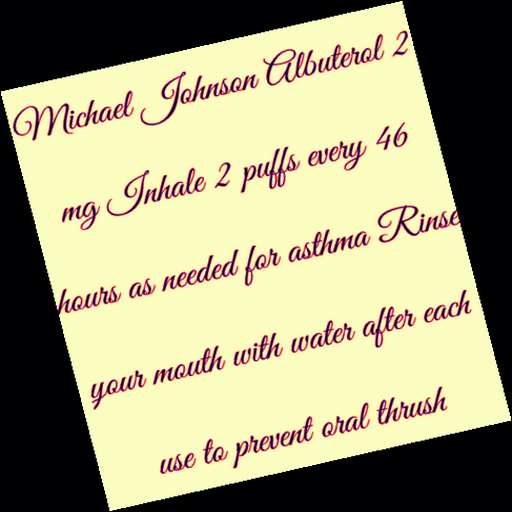 Michael Johnson Albuterol 2
mg Inhale 2 puffs every 46
hours as needed for asthma Rinse
your mouth with water after each
use to prevent oral thrush